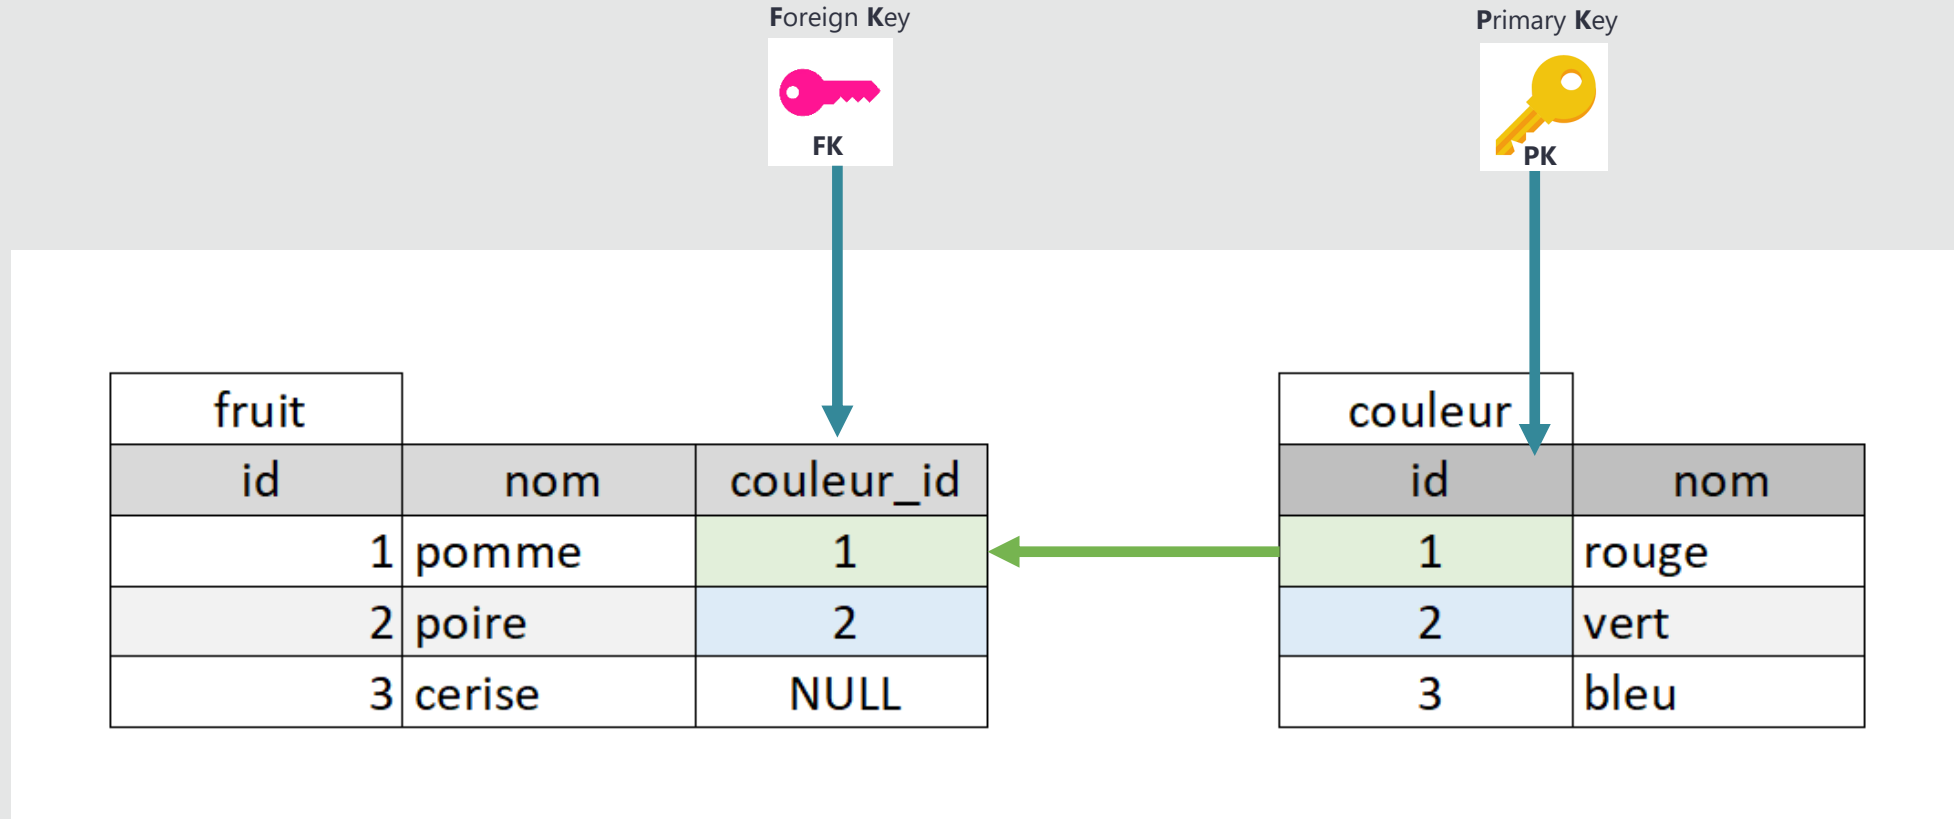 Foreign Key
Primary Key
FK
PK
fruit
couleur
id nom couleur_id
id nom
1 pomme 1
1 rouge
2 poire 2
2 vert
3 cerise NULL
3 bleu